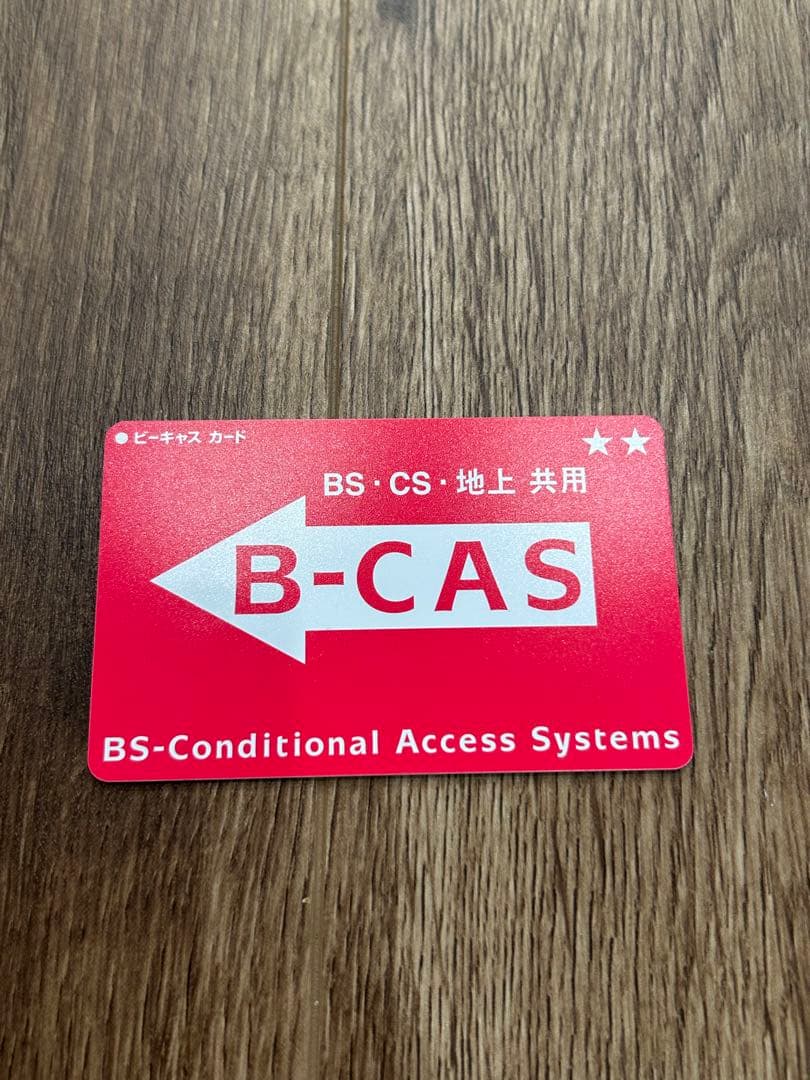 ● ビーキャス カード
★★
BS・CS・地上 共用
B-CAS
BS-Conditional Access Systems